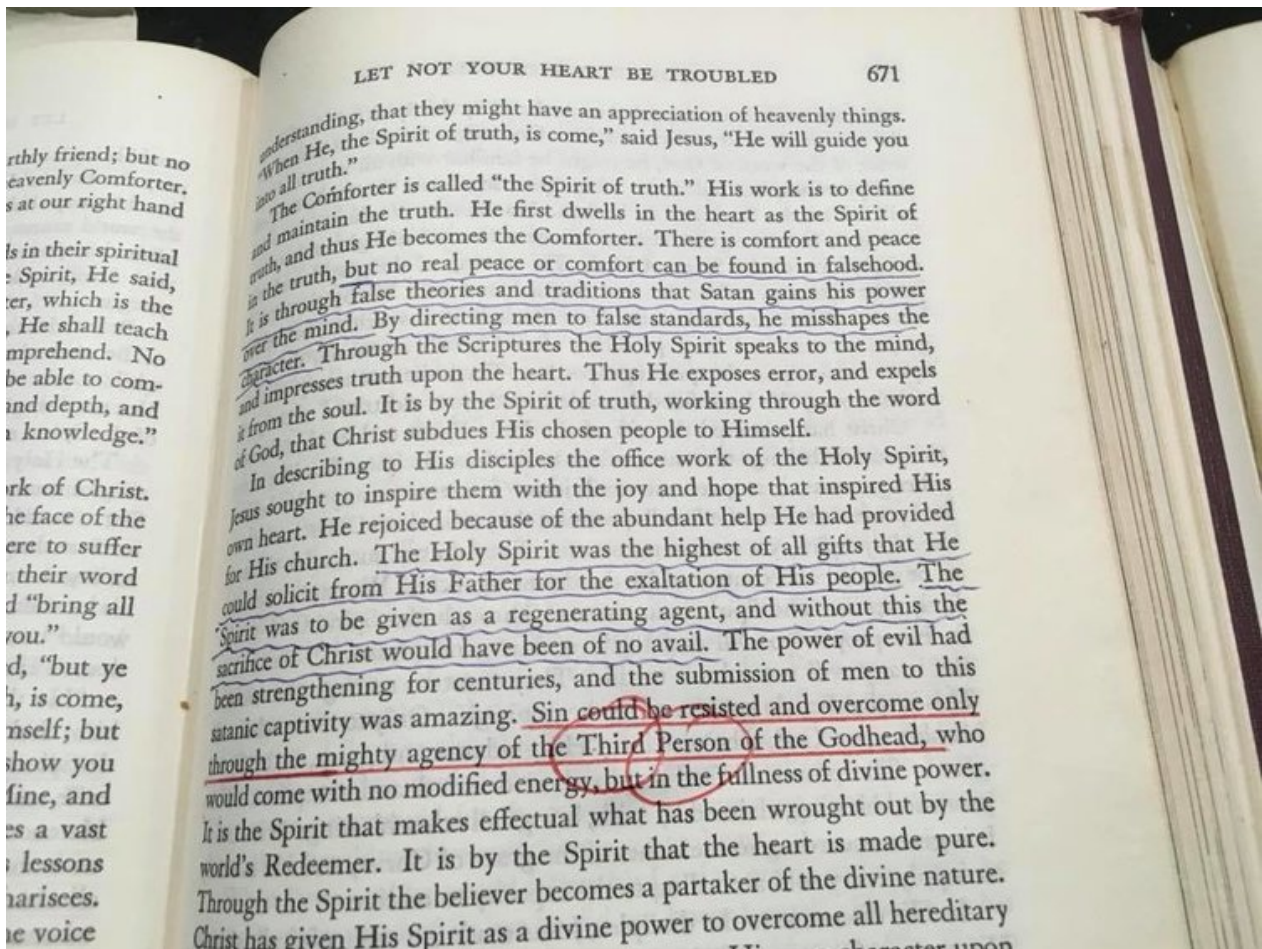 rthly friend; but no
eavenly Comforter.
s at our right hand
ls in their spiritual
Spirit, He said,
er, which is the
, He shall teach
mprehend. No
be able to com-
and depth, and
knowledge."
rk of Christ.
he face of the
ere to suffer
their word
d "bring all
you."
d, "but ye
h, is come,
mself; but
show you
Mine, and
es a vast
lessons
harisees.
he voice
LET NOT YOUR HEART BE TROUBLED 671
understanding, that they might have an appreciation of heavenly things.
"When He, the Spirit of truth, is come," said Jesus, "He will guide you
into all truth."
The Comforter is called "the Spirit of truth." His work is to define
and maintain the truth. He first dwells in the heart as the Spirit of
truth, and thus He becomes the Comforter. There is comfort and peace
in the truth, but no real peace or comfort can be found in falsehood.
It is through false theories and traditions that Satan gains his power
over the mind. By directing men to false standards, he misshapes the
character. Through the Scriptures the Holy Spirit speaks to the mind,
and impresses truth upon the heart. Thus He exposes error, and expels
it from the soul. It is by the Spirit of truth, working through the word
of God, that Christ subdues His chosen people to Himself.
In describing to His disciples the office work of the Holy Spirit,
Jesus sought to inspire them with the joy and hope that inspired His
own heart. He rejoiced because of the abundant help He had provided
for His church. The Holy Spirit was the highest of all gifts that He
could solicit from His Father for the exaltation of His people. The
Spirit was to be given as a regenerating agent, and without this the
sacrifice of Christ would have been of no avail. The power of evil had
been strengthening for centuries, and the submission of men to this
satanic captivity was amazing. Sin could be resisted and overcome only
through the mighty agency of the Third Person of the Godhead, who
would come with no modified energy, but in the fullness of divine power.
It is the Spirit that makes effectual what has been wrought out by the
world's Redeemer. It is by the Spirit that the heart is made pure.
Through the Spirit the believer becomes a partaker of the divine nature.
Christ has given His Spirit as a divine power to overcome all hereditary
character upon